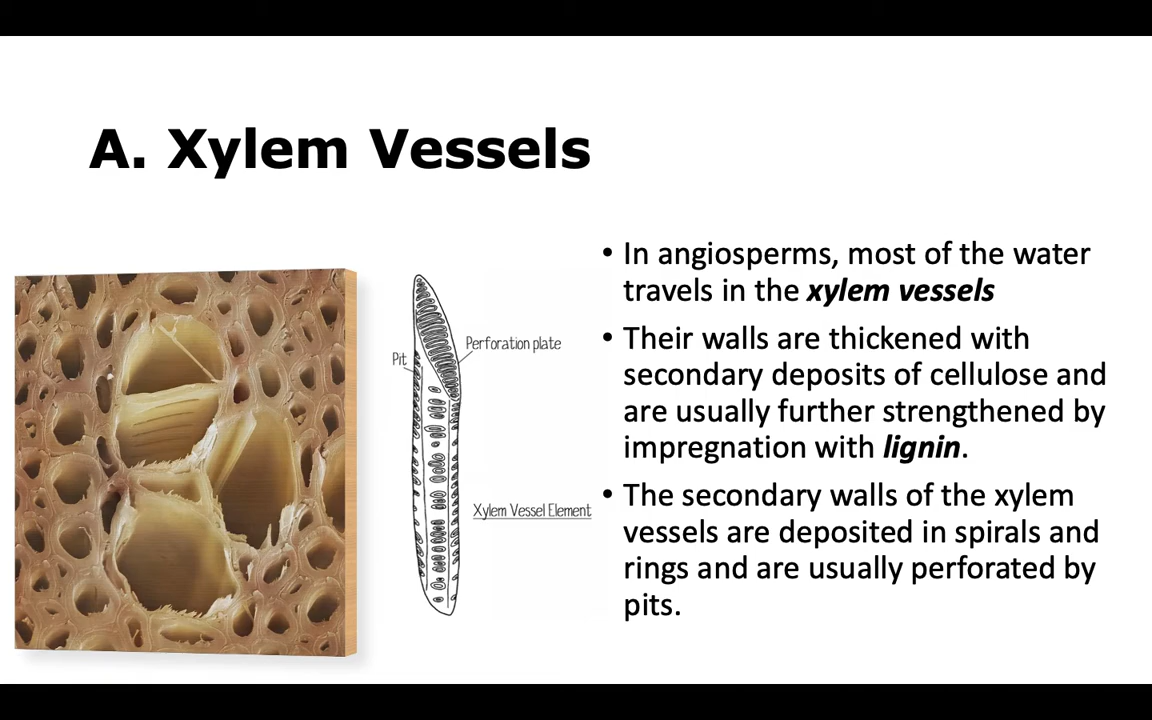 A. Xylem Vessels
Pit
Perforation plate
Xylem Vessel Element
• In angiosperms, most of the water
travels in the xylem vessels
• Their walls are thickened with
secondary deposits of cellulose and
are usually further strengthened by
impregnation with lignin.
• The secondary walls of the xylem
vessels are deposited in spirals and
rings and are usually perforated by
pits.